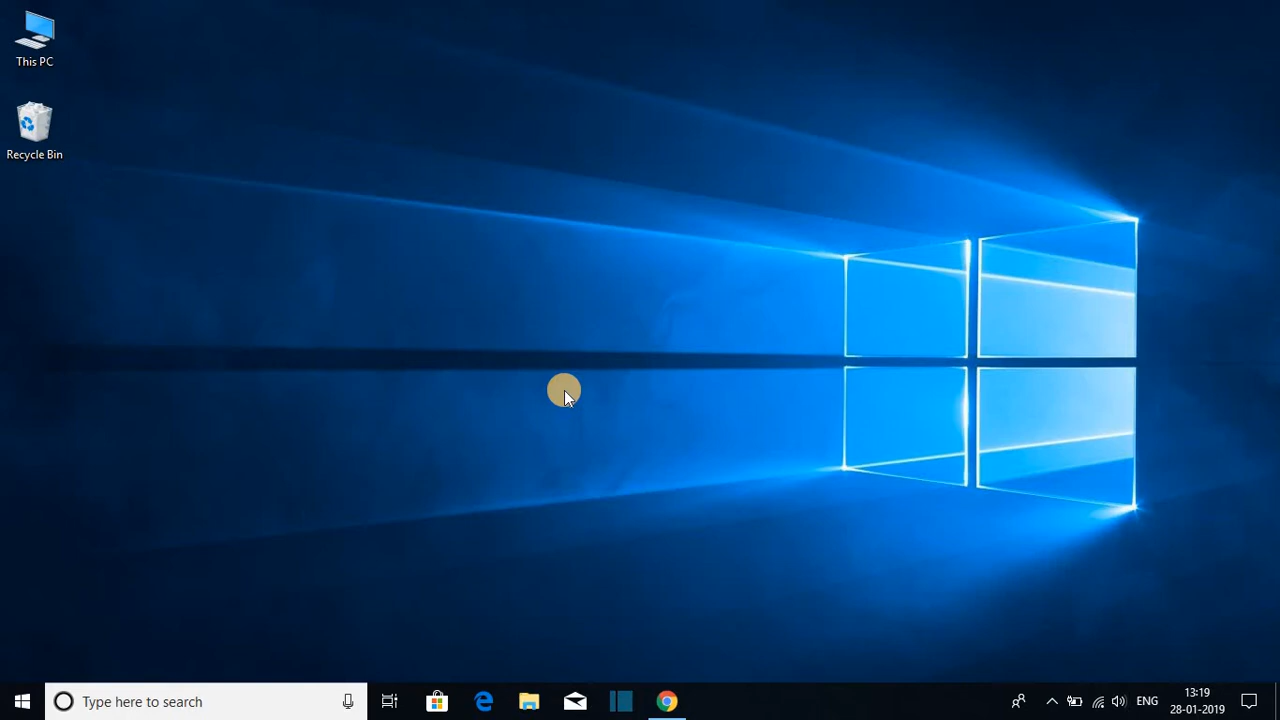 This PC
Recycle Bin
Type here to search
ENG
13:19
28-01-2019